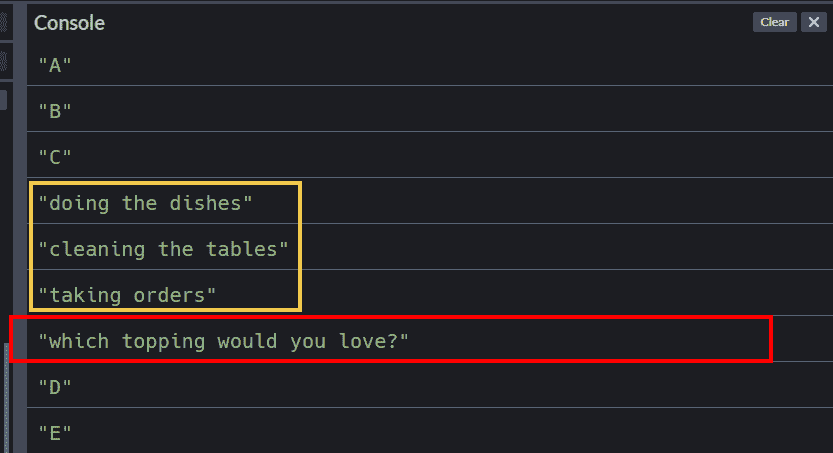 Console
Clear
"A"
"B"
"C"
"doing the dishes"
"cleaning the tables"
"taking orders"
"which topping would you love?"
"D"
"E"